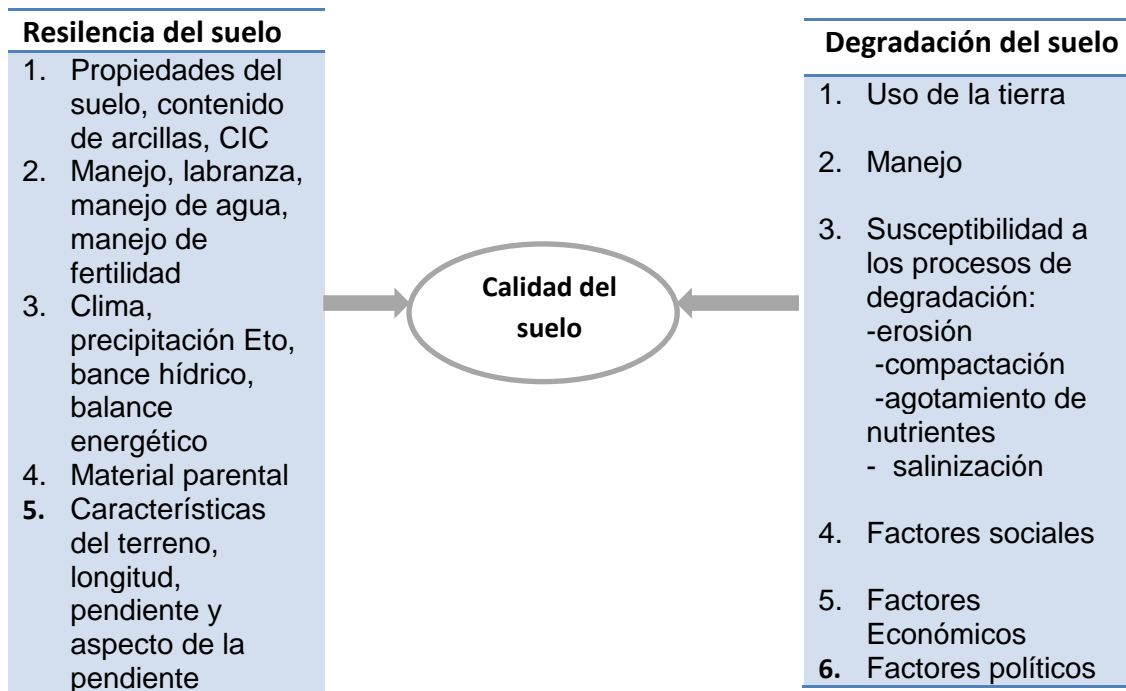 Resilencia del suelo
1. Propiedades del
suelo, contenido
de arcillas, CIC
2. Manejo, labranza,
manejo de agua,
manejo de
fertilidad
3. Clima,
precipitación Eto,
bance hídrico,
balance
energético
4. Material parental
5. Características
del terreno,
longitud,
pendiente y
aspecto de la
pendiente
Calidad del
suelo
Degradación del suelo
1. Uso de la tierra
2. Manejo
3. Susceptibilidad a
los procesos de
degradación:
-erosión
-compactación
-agotamiento de
nutrientes
- salinización
4. Factores sociales
5. Factores
Económicos
6. Factores políticos